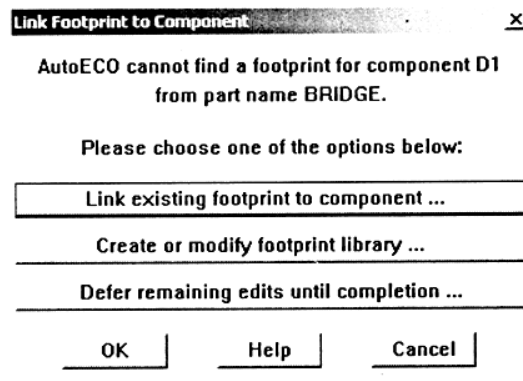 Link Footprint to Component
AutoECO cannot find a footprint for component D1
from part name BRIDGE.
Please choose one of the options below:
Link existing footprint to component ...
Create or modify footprint library ...
Defer remaining edits until completion ...
OK Help Cancel